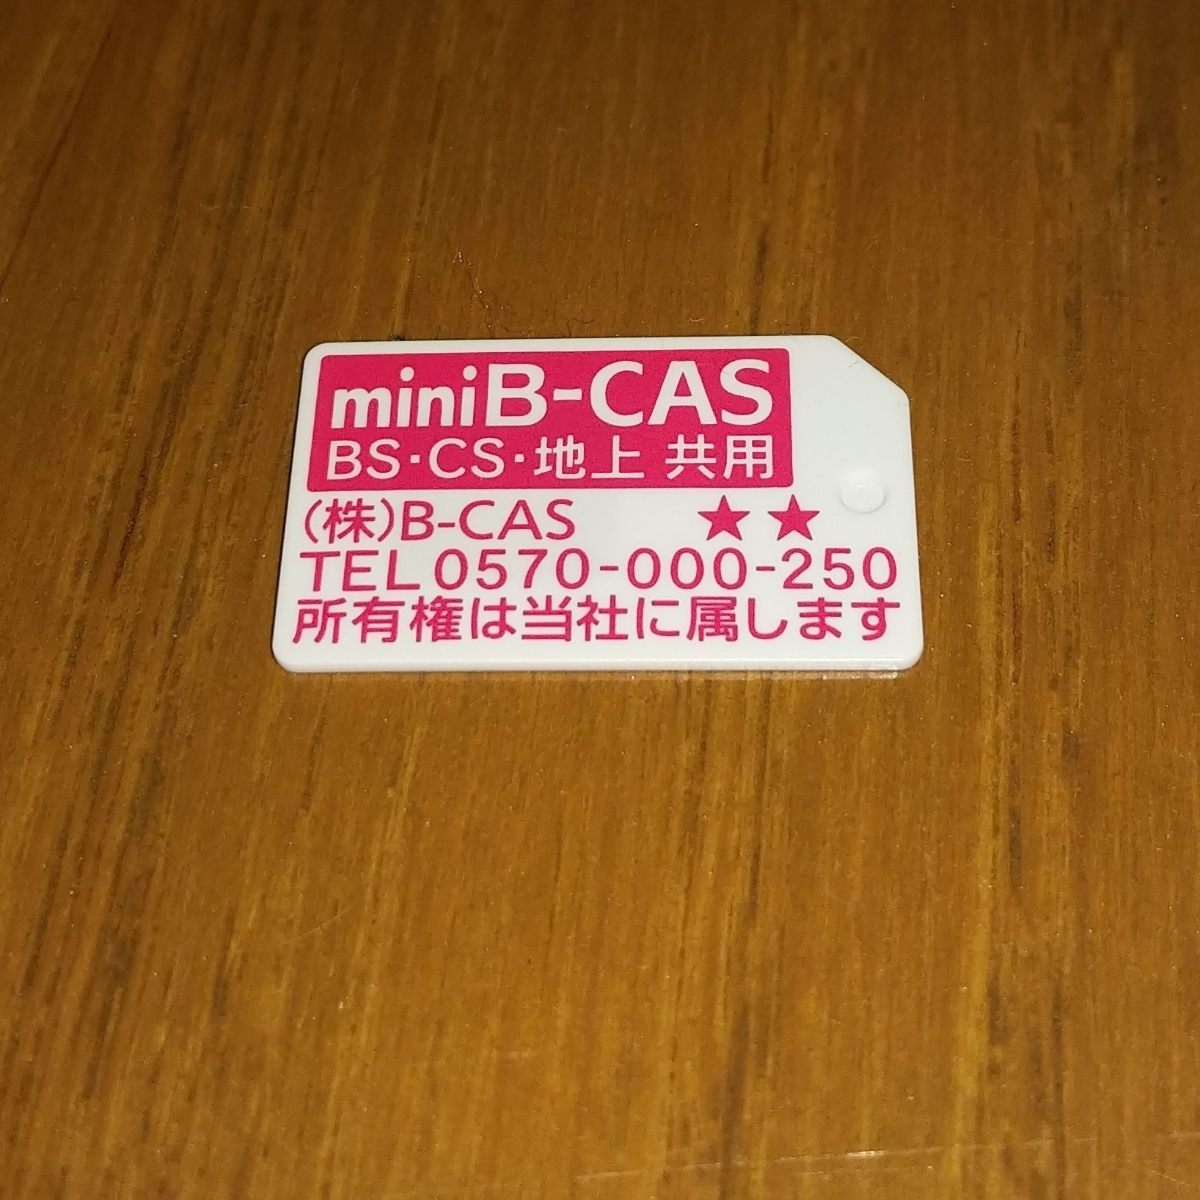 miniB-CAS
BS・CS・地上 共用
(株)B-CAS ★★
TEL 0570-000-250
所有権は当社に属します